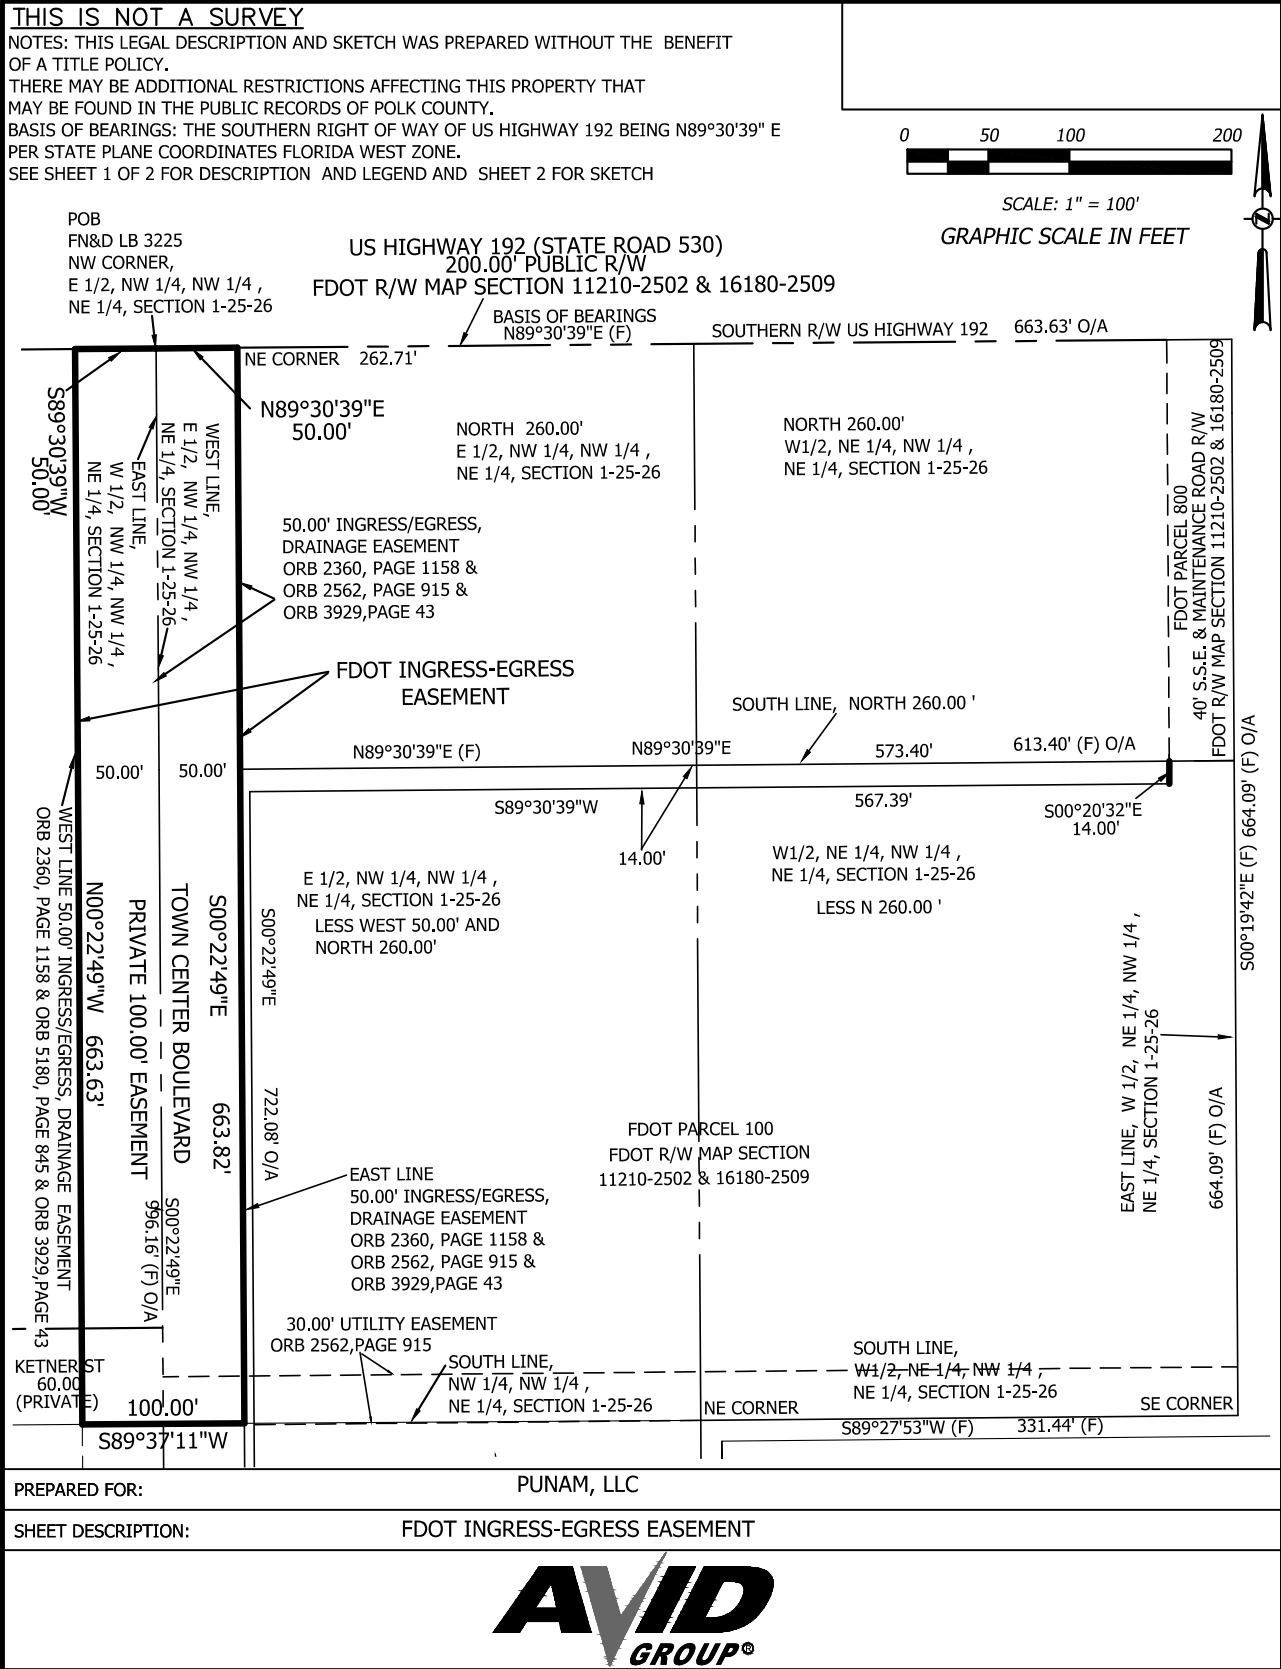 THIS IS NOT A SURVEY
NOTES: THIS LEGAL DESCRIPTION AND SKETCH WAS PREPARED WITHOUT THE BENEFIT
OF A TITLE POLICY.
THERE MAY BE ADDITIONAL RESTRICTIONS AFFECTING THIS PROPERTY THAT
MAY BE FOUND IN THE PUBLIC RECORDS OF POLK COUNTY.
BASIS OF BEARINGS: THE SOUTHERN RIGHT OF WAY OF US HIGHWAY 192 BEING N89°30'39" E
PER STATE PLANE COORDINATES FLORIDA WEST ZONE.
SEE SHEET 1 OF 2 FOR DESCRIPTION AND LEGEND AND SHEET 2 FOR SKETCH
0 50 100 200
SCALE: 1" = 100'
GRAPHIC SCALE IN FEET
N
POB
FN&D LB 3225
NW CORNER,
E 1/2, NW 1/4, NW 1/4 ,
NE 1/4, SECTION 1-25-26
US HIGHWAY 192 (STATE ROAD 530)
200.00' PUBLIC R/W
FDOT R/W MAP SECTION 11210-2502 & 16180-2509
BASIS OF BEARINGS
N89°30'39"E (F)
SOUTHERN R/W US HIGHWAY 192 663.63' O/A
NE CORNER 262.71'
N89°30'39"E
50.00'
S89°30'39"W
50.00'
WEST LINE,
E 1/2, NW 1/4, NW 1/4 ,
NE 1/4, SECTION 1-25-26
EAST LINE,
W 1/2, NW 1/4, NW 1/4 ,
NE 1/4, SECTION 1-25-26
NORTH 260.00'
E 1/2, NW 1/4, NW 1/4 ,
NE 1/4, SECTION 1-25-26
NORTH 260.00'
W1/2, NE 1/4, NW 1/4 ,
NE 1/4, SECTION 1-25-26
FDOT PARCEL 800
40' S.S.E. & MAINTENANCE ROAD R/W
FDOT R/W MAP SECTION 11210-2502 & 16180-2509
50.00' INGRESS/EGRESS,
DRAINAGE EASEMENT
ORB 2360, PAGE 1158 &
ORB 2562, PAGE 915 &
ORB 3929,PAGE 43
FDOT INGRESS-EGRESS
EASEMENT
SOUTH LINE, NORTH 260.00 '
N89°30'39"E (F)
N89°30'39"E
573.40'
613.40' (F) O/A
50.00' 50.00'
S89°30'39"W
567.39'
S00°20'32"E
14.00'
14.00'
S00°19'42"E (F) 664.09' (F) O/A
E 1/2, NW 1/4, NW 1/4 ,
NE 1/4, SECTION 1-25-26
LESS WEST 50.00' AND
NORTH 260.00'
W1/2, NE 1/4, NW 1/4 ,
NE 1/4, SECTION 1-25-26
LESS N 260.00 '
WEST LINE 50.00' INGRESS/EGRESS, DRAINAGE EASEMENT
ORB 2360, PAGE 1158 & ORB 5180, PAGE 845 & ORB 3929,PAGE 43
N00°22'49"W 663.63'
TOWN CENTER BOULEVARD
PRIVATE 100.00' EASEMENT
S00°22'49"E 663.82'
S00°22'49"E 722.08' O/A
S00°22'49"E
996.16' (F) O/A
EAST LINE, W 1/2, NE 1/4, NW 1/4 ,
NE 1/4, SECTION 1-25-26
664.09' (F) O/A
FDOT PARCEL 100
FDOT R/W MAP SECTION
11210-2502 & 16180-2509
EAST LINE
50.00' INGRESS/EGRESS,
DRAINAGE EASEMENT
ORB 2360, PAGE 1158 &
ORB 2562, PAGE 915 &
ORB 3929,PAGE 43
30.00' UTILITY EASEMENT
ORB 2562,PAGE 915
SOUTH LINE,
NW 1/4, NW 1/4 ,
NE 1/4, SECTION 1-25-26
SOUTH LINE,
W1/2, NE 1/4, NW 1/4 ,
NE 1/4, SECTION 1-25-26
KETNER ST
60.00
(PRIVATE)
100.00'
S89°37'11"W
NE CORNER
SE CORNER
S89°27'53"W (F) 331.44' (F)
PREPARED FOR: PUNAM, LLC
SHEET DESCRIPTION: FDOT INGRESS-EGRESS EASEMENT
AVID
GROUP®